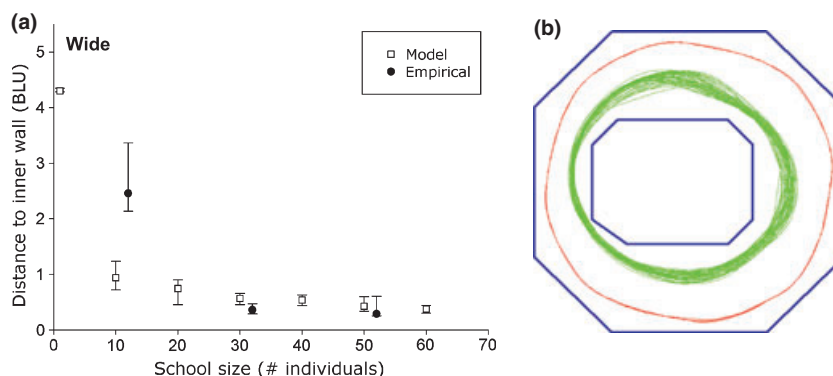 (a)
Wide
Model
Empirical
Distance to inner wall (BLU)
5
4
3
2
1
0
0 10 20 30 40 50 60 70
School size (# individuals)
(b)